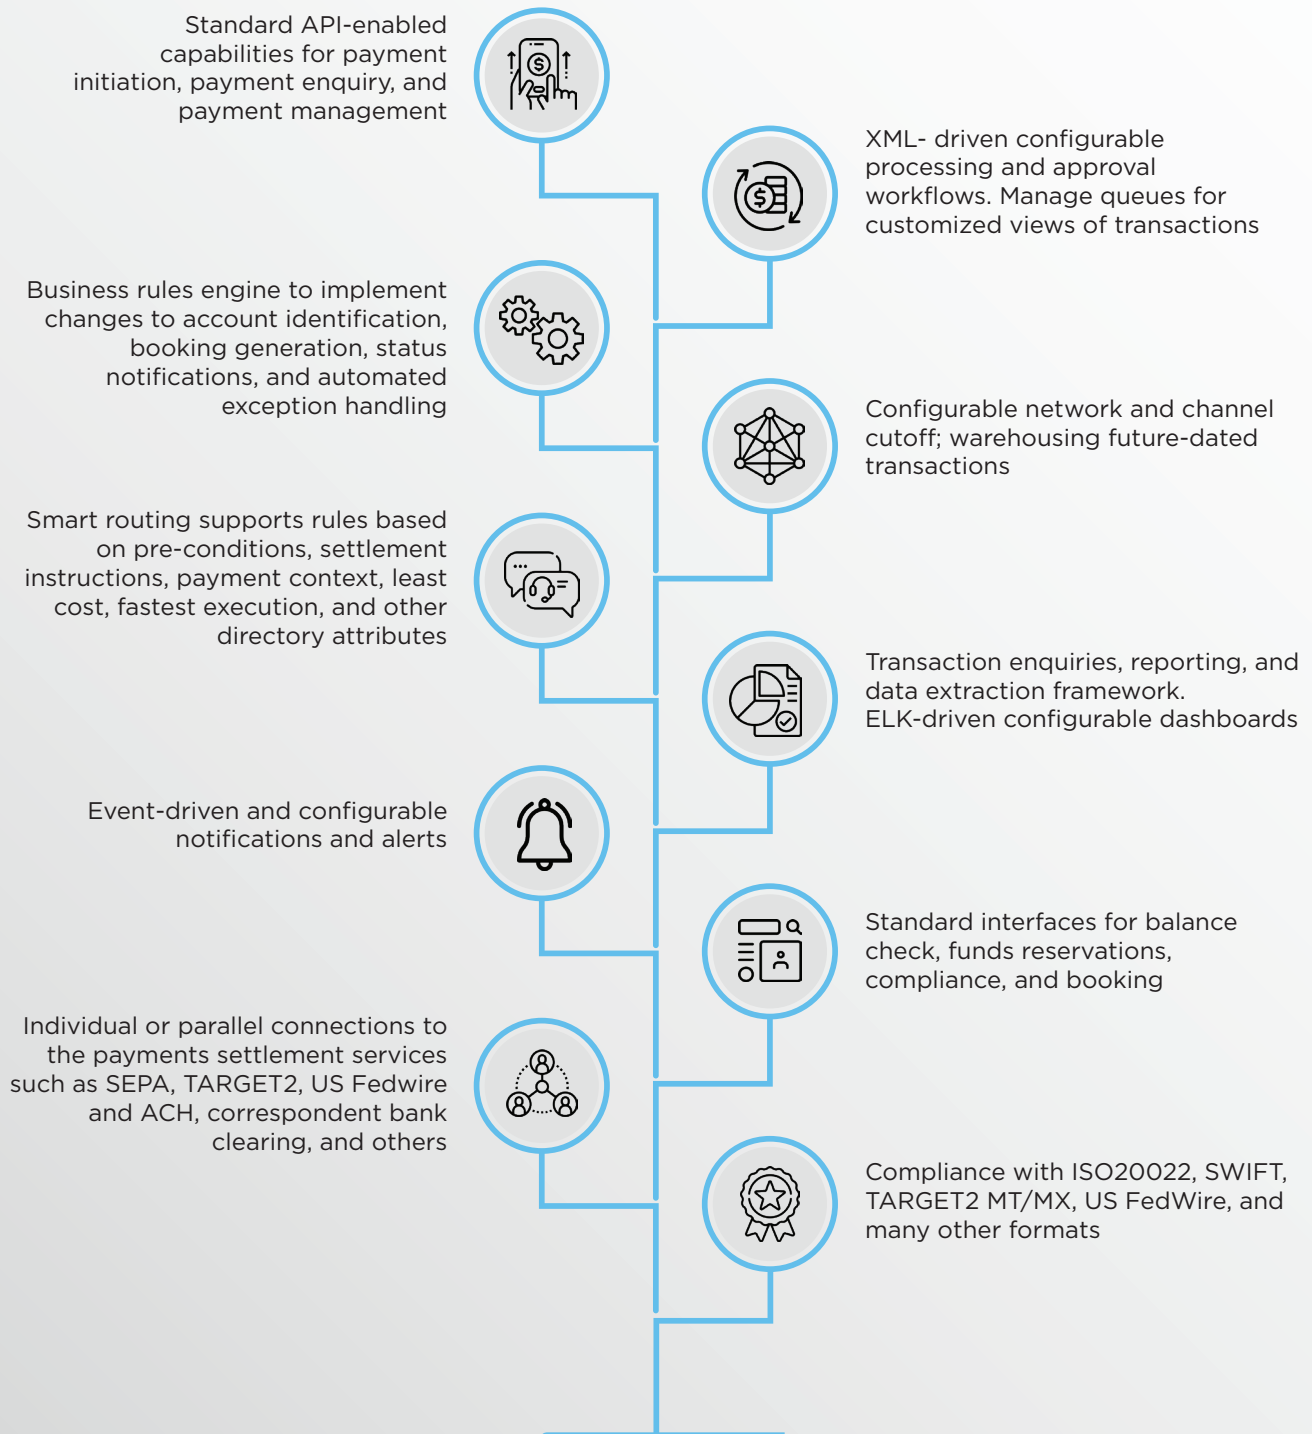 Standard API-enabled
capabilities for payment
initiation, payment enquiry, and
payment management
XML- driven configurable
processing and approval
workflows. Manage queues for
customized views of transactions
Business rules engine to implement
changes to account identification,
booking generation, status
notifications, and automated
exception handling
Configurable network and channel
cutoff; warehousing future-dated
transactions
Smart routing supports rules based
on pre-conditions, settlement
instructions, payment context, least
cost, fastest execution, and other
directory attributes
Transaction enquiries, reporting, and
data extraction framework.
ELK-driven configurable dashboards
Event-driven and configurable
notifications and alerts
Standard interfaces for balance
check, funds reservations,
compliance, and booking
Individual or parallel connections to
the payments settlement services
such as SEPA, TARGET2, US Fedwire
and ACH, correspondent bank
clearing, and others
Compliance with ISO20022, SWIFT,
TARGET2 MT/MX, US FedWire, and
many other formats